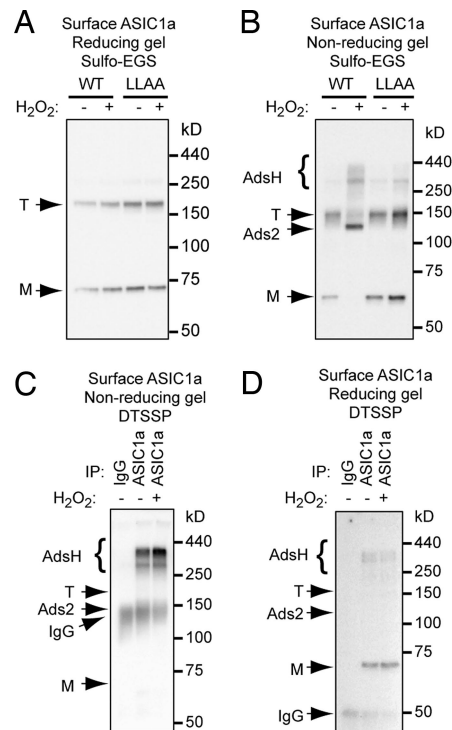 A
Surface ASIC1a
Reducing gel
Sulfo-EGS
WT LLAA
H2O2: - + - +
kD
440
250
T
150
100
M
75
50
B
Surface ASIC1a
Non-reducing gel
Sulfo-EGS
WT LLAA
H2O2: - + - +
kD
AdsH
440
250
T
150
Ads2
100
75
M
50
C
Surface ASIC1a
Non-reducing gel
DTSSP
IP: IgG ASIC1a ASIC1a
H2O2: - - +
kD
AdsH
440
250
T
Ads2
150
IgG
100
M
75
50
D
Surface ASIC1a
Reducing gel
DTSSP
IP: IgG ASIC1a ASIC1a
H2O2: - - +
kD
AdsH
440
250
T
150
Ads2
100
M
75
IgG
50